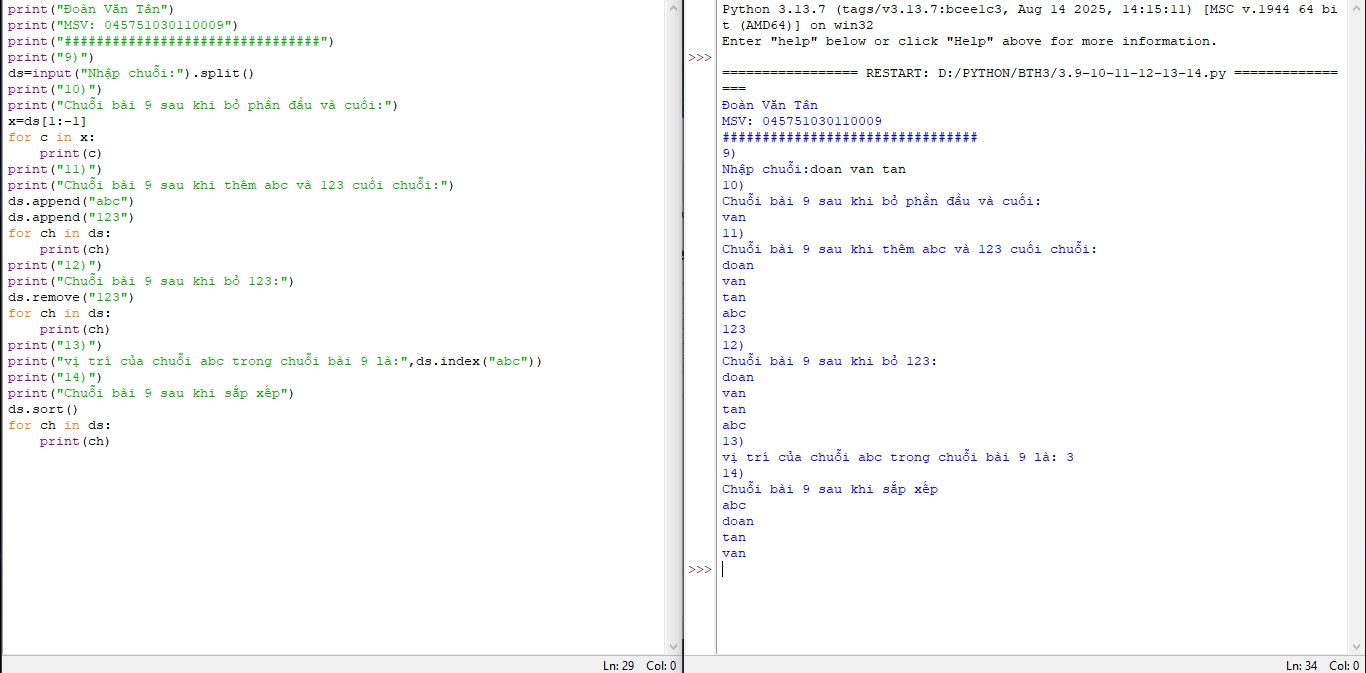 print("Đoàn Văn Tân")
print("MSV: 045751030110009")
print("################################")
print("9)")
ds=input("Nhập chuỗi:").split()
print("10)")
print("Chuỗi bài 9 sau khi bỏ phần đầu và cuối:")
x=ds[1:-1]
for c in x:
    print(c)
print("11)")
print("Chuỗi bài 9 sau khi thêm abc và 123 cuối chuỗi:")
ds.append("abc")
ds.append("123")
for ch in ds:
    print(ch)
print("12)")
print("Chuỗi bài 9 sau khi bỏ 123:")
ds.remove("123")
for ch in ds:
    print(ch)
print("13)")
print("vị trí của chuỗi abc trong chuỗi bài 9 là:",ds.index("abc"))
print("14)")
print("Chuỗi bài 9 sau khi sắp xếp")
ds.sort()
for ch in ds:
    print(ch)
Ln: 29 Col: 0
Python 3.13.7 (tags/v3.13.7:bcee1c3, Aug 14 2025, 14:15:11) [MSC v.1944 64 bi
t (AMD64)] on win32
Enter "help" below or click "Help" above for more information.
>>>
================= RESTART: D:/PYTHON/BTH3/3.9-10-11-12-13-14.py =============
===
Đoàn Văn Tân
MSV: 045751030110009
################################
9)
Nhập chuỗi:doan van tan
10)
Chuỗi bài 9 sau khi bỏ phần đầu và cuối:
van
11)
Chuỗi bài 9 sau khi thêm abc và 123 cuối chuỗi:
doan
van
tan
abc
123
12)
Chuỗi bài 9 sau khi bỏ 123:
doan
van
tan
abc
13)
vị trí của chuỗi abc trong chuỗi bài 9 là: 3
14)
Chuỗi bài 9 sau khi sắp xếp
abc
doan
tan
van
>>>
Ln: 34 Col: 0